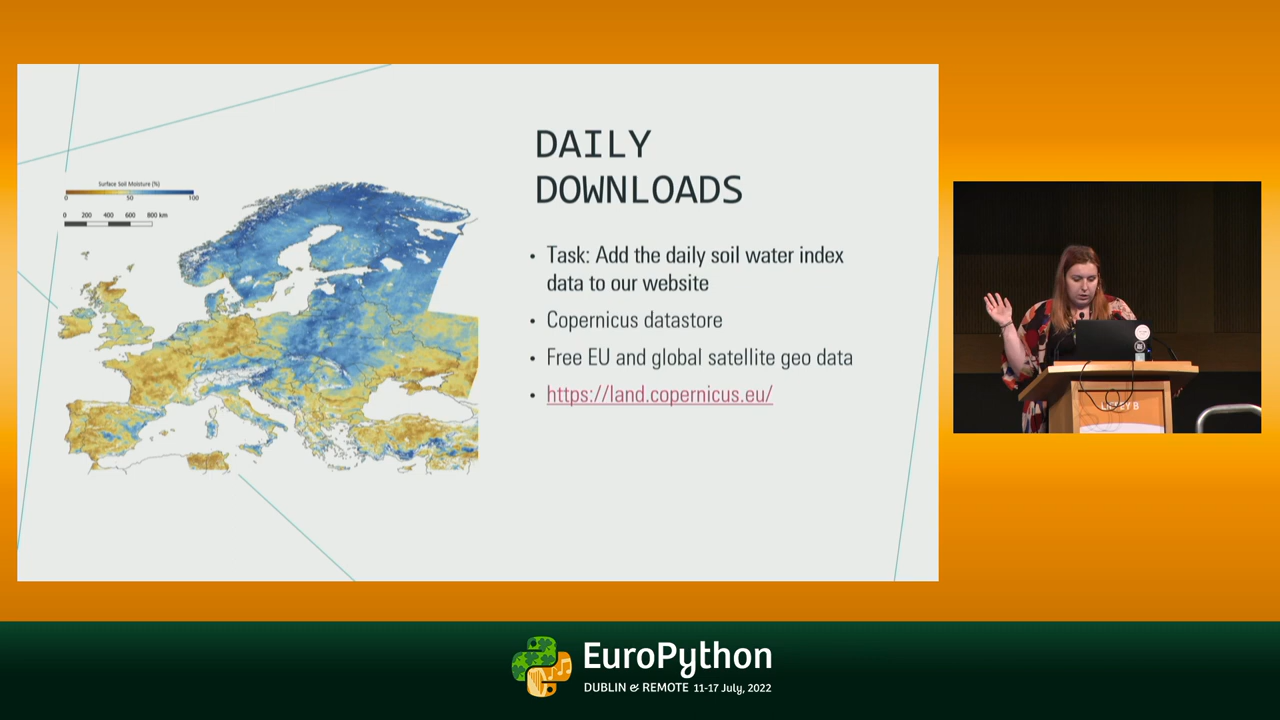 DAILY
DOWNLOADS
Surface Soil Moisture (%)
0 50 100
0 200 400 600 800 km
• Task: Add the daily soil water index
data to our website
• Copernicus datastore
• Free EU and global satellite geo data
• https://land.copernicus.eu/
LIFFEY B
EuroPython
DUBLIN & REMOTE 11-17 July, 2022